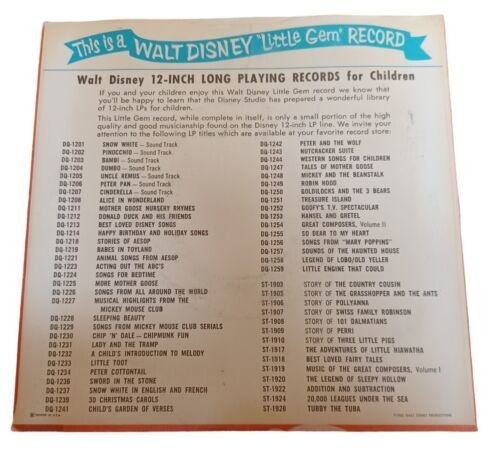 This is a WALT DISNEY "Little Gem" RECORD
Walt Disney 12-INCH LONG PLAYING RECORDS for Children
If you and your children enjoy this Walt Disney Little Gem record we know that
you'll be happy to learn that the Disney Studio has prepared a wonderful library
of 12-inch LPs for children.
This Little Gem record, while complete in itself, is only a small portion of the high
quality and good musicianship found on the Disney 12-inch LP line. We invite your
attention to the following LP titles which are available at your favorite record store:
DQ-1201 SNOW WHITE - Sound Track
DQ-1202 PINOCCHIO - Sound Track
DQ-1203 BAMBI - Sound Track
DQ-1204 DUMBO - Sound Track
DQ-1205 UNCLE REMUS - Sound Track
DQ-1206 PETER PAN - Sound Track
DQ-1207 CINDERELLA - Sound Track
DQ-1208 ALICE IN WONDERLAND
DQ-1211 MOTHER GOOSE NURSERY RHYMES
DQ-1212 DONALD DUCK AND HIS FRIENDS
DQ-1213 BEST LOVED DISNEY SONGS
DQ-1214 HAPPY BIRTHDAY AND HOLIDAY SONGS
DQ-1218 STORIES OF AESOP
DQ-1219 BABES IN TOYLAND
DQ-1221 ANIMAL SONGS FROM AESOP
DQ-1223 ACTING OUT THE ABC'S
DQ-1224 SONGS FOR BEDTIME
DQ-1225 MORE MOTHER GOOSE
DQ-1226 SONGS FROM ALL AROUND THE WORLD
DQ-1227 MUSICAL HIGHLIGHTS FROM THE
MICKEY MOUSE CLUB
DQ-1228 SLEEPING BEAUTY
DQ-1229 SONGS FROM MICKEY MOUSE CLUB SERIALS
DQ-1230 CHIP 'N' DALE - CHIPMUNK FUN
DQ-1231 LADY AND THE TRAMP
DQ-1232 A CHILD'S INTRODUCTION TO MELODY
DQ-1233 LITTLE TOOT
DQ-1234 PETER COTTONTAIL
DQ-1236 SWORD IN THE STONE
DQ-1237 SNOW WHITE IN ENGLISH AND FRENCH
DQ-1239 30 CHRISTMAS CAROLS
DQ-1241 CHILD'S GARDEN OF VERSES
DQ-1242 PETER AND THE WOLF
DQ-1243 NUTCRACKER SUITE
DQ-1244 WESTERN SONGS FOR CHILDREN
DQ-1247 TALES OF MOTHER GOOSE
DQ-1248 MICKEY AND THE BEANSTALK
DQ-1249 ROBIN HOOD
DQ-1250 GOLDILOCKS AND THE 3 BEARS
DQ-1251 TREASURE ISLAND
DQ-1252 GOOFY'S T.V. SPECTACULAR
DQ-1253 HANSEL AND GRETEL
DQ-1254 GREAT COMPOSERS, Volume II
DQ-1255 SO DEAR TO MY HEART
DQ-1256 SONGS FROM "MARY POPPINS"
DQ-1257 SOUNDS OF THE HAUNTED HOUSE
DQ-1258 LEGEND OF LOBO/OLD YELLER
DQ-1259 LITTLE ENGINE THAT COULD
ST-1903 STORY OF THE COUNTRY COUSIN
ST-1905 STORY OF THE GRASSHOPPER AND THE ANTS
ST-1906 STORY OF POLLYANNA
ST-1907 STORY OF SWISS FAMILY ROBINSON
ST-1908 STORY OF 101 DALMATIANS
ST-1909 STORY OF PERRI
ST-1910 STORY OF THREE LITTLE PIGS
ST-1917 THE ADVENTURES OF LITTLE HIAWATHA
ST-1918 BEST LOVED FAIRY TALES
ST-1919 MUSIC OF THE GREAT COMPOSERS, Volume I
ST-1920 THE LEGEND OF SLEEPY HOLLOW
ST-1922 ADDITION AND SUBTRACTION
ST-1924 20,000 LEAGUES UNDER THE SEA
ST-1926 TUBBY THE TUBA
WALT DISNEY PRODUCTIONS